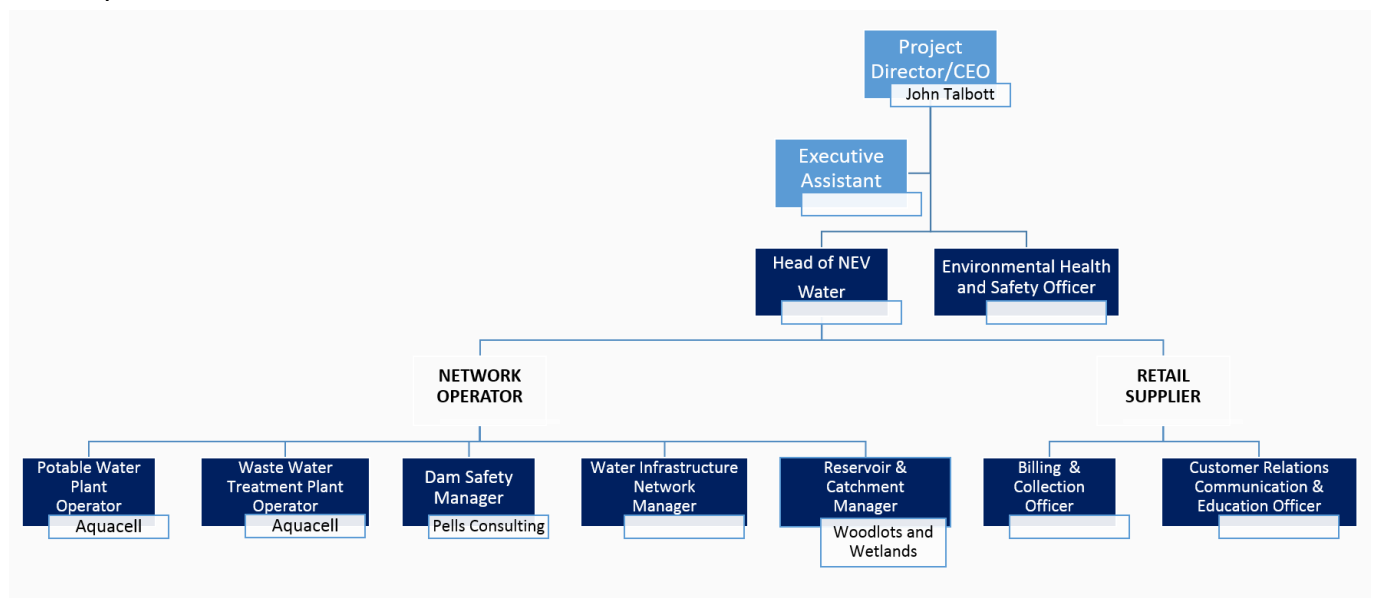 Project
Director/CEO
John Talbott
Executive
Assistant
Head of NEV
Water
Environmental Health
and Safety Officer
NETWORK
OPERATOR
RETAIL
SUPPLIER
Potable Water
Plant
Operator
Aquacell
Waste Water
Treatment Plant
Operator
Aquacell
Dam Safety
Manager
Pells Consulting
Water Infrastructure
Network
Manager
Reservoir &
Catchment
Manager
Woodlots and
Wetlands
Billing &
Collection
Officer
Customer Relations
Communication &
Education Officer